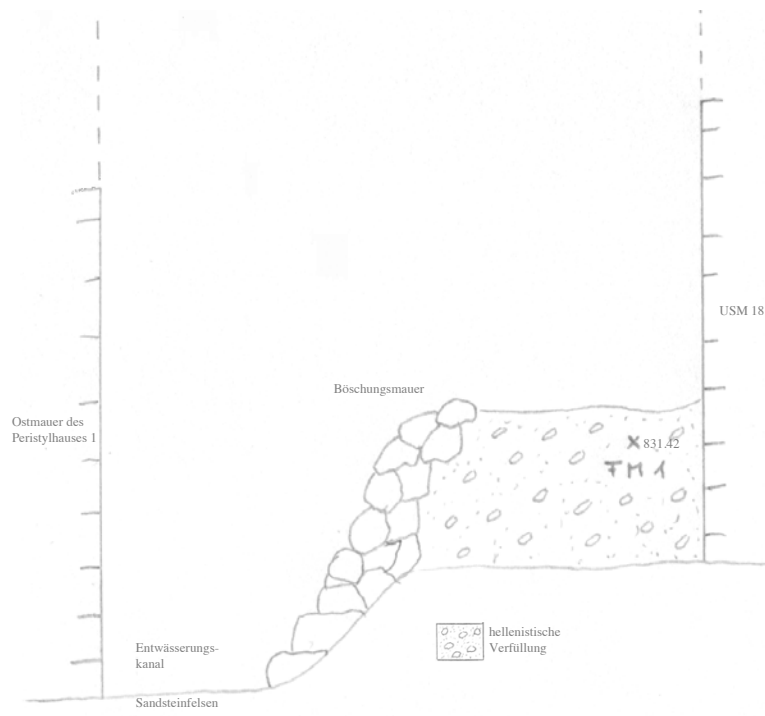 USM 18
Böschungsmauer
Ostmauer des
Peristylhauses 1
831.42
FM 1
hellenistische
Verfüllung
Entwässerungs-
kanal
Sandsteinfelsen